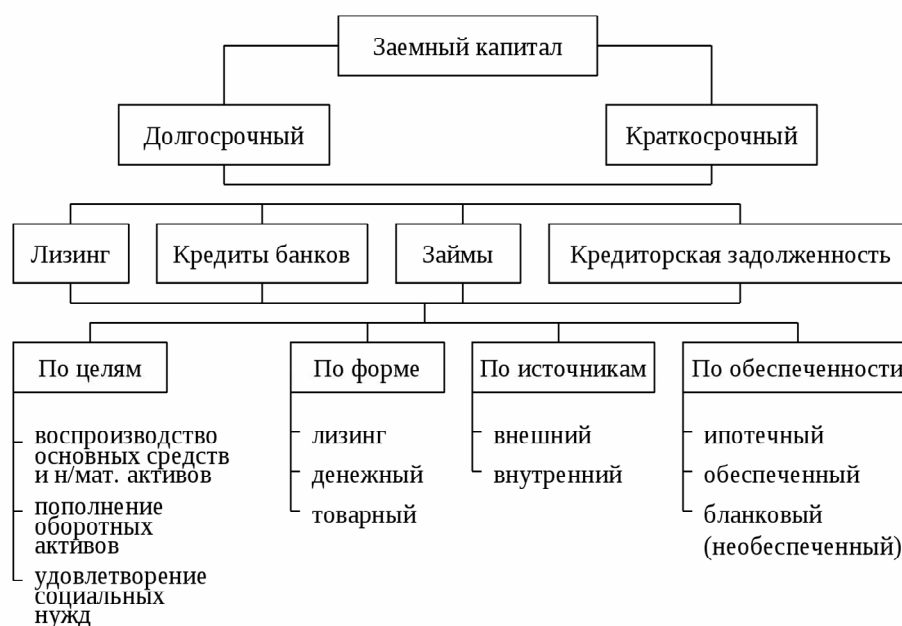 Заемный капитал
Долгосрочный
Краткосрочный
Лизинг
Кредиты банков
Займы
Кредиторская задолженность
По целям
По форме
По источникам
По обеспеченности
воспроизводство
основных средств
и н/мат. активов
пополнение
оборотных
активов
удовлетворение
социальных
нужд
лизинг
денежный
товарный
внешний
внутренний
ипотечный
обеспеченный
бланковый
(необеспеченный)